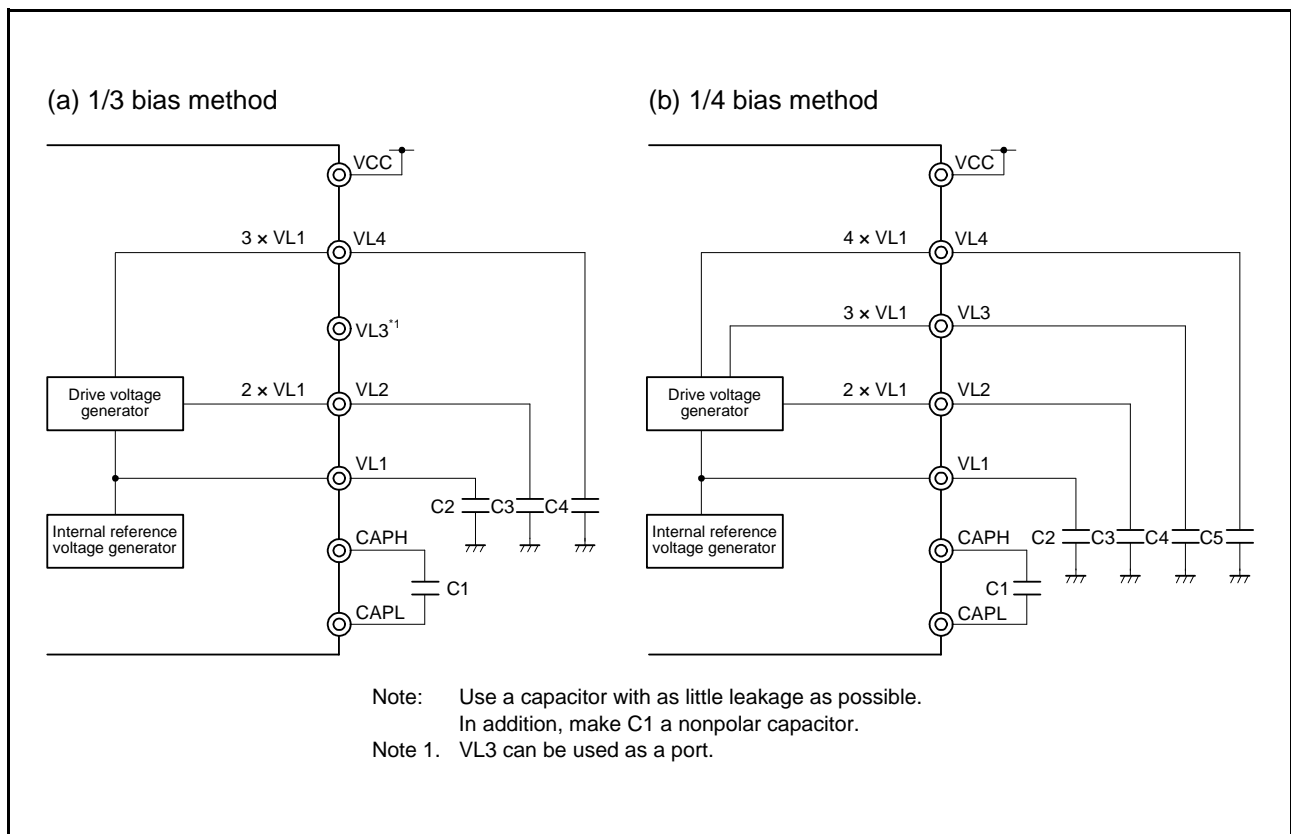 (a) 1/3 bias method
VCC
3 × VL1
VL4
VL3*1
Drive voltage
generator
2 × VL1
VL2
VL1
C2
C3
C4
Internal reference
voltage generator
CAPH
C1
CAPL
(b) 1/4 bias method
VCC
4 × VL1
VL4
3 × VL1
VL3
Drive voltage
generator
2 × VL1
VL2
VL1
Internal reference
voltage generator
C2
C3
C4
C5
CAPH
C1
CAPL
Note: Use a capacitor with as little leakage as possible.
In addition, make C1 a nonpolar capacitor.
Note 1. VL3 can be used as a port.